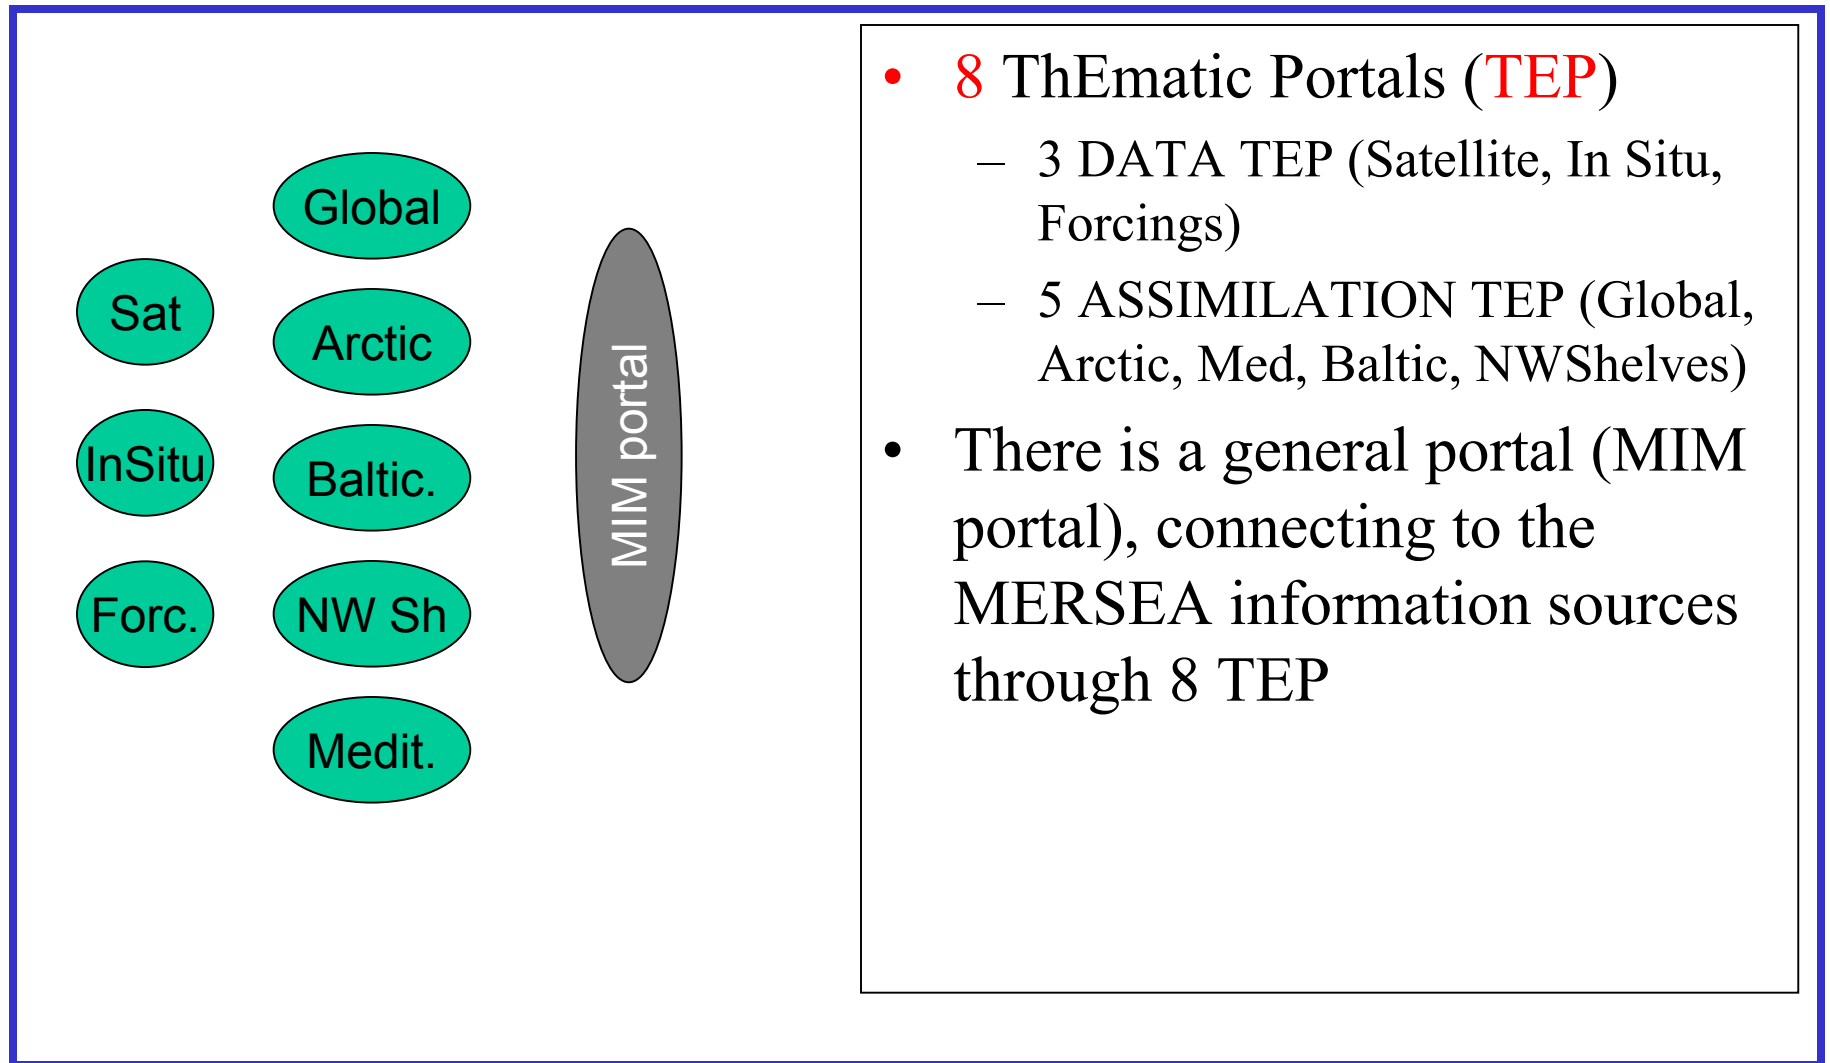 Global
Sat
Arctic
InSitu
Baltic.
Forc.
NW Sh
Medit.
MIM portal
• 8 ThEmatic Portals (TEP)
– 3 DATA TEP (Satellite, In Situ,
Forcings)
– 5 ASSIMILATION TEP (Global,
Arctic, Med, Baltic, NWShelves)
• There is a general portal (MIM
portal), connecting to the
MERSEA information sources
through 8 TEP